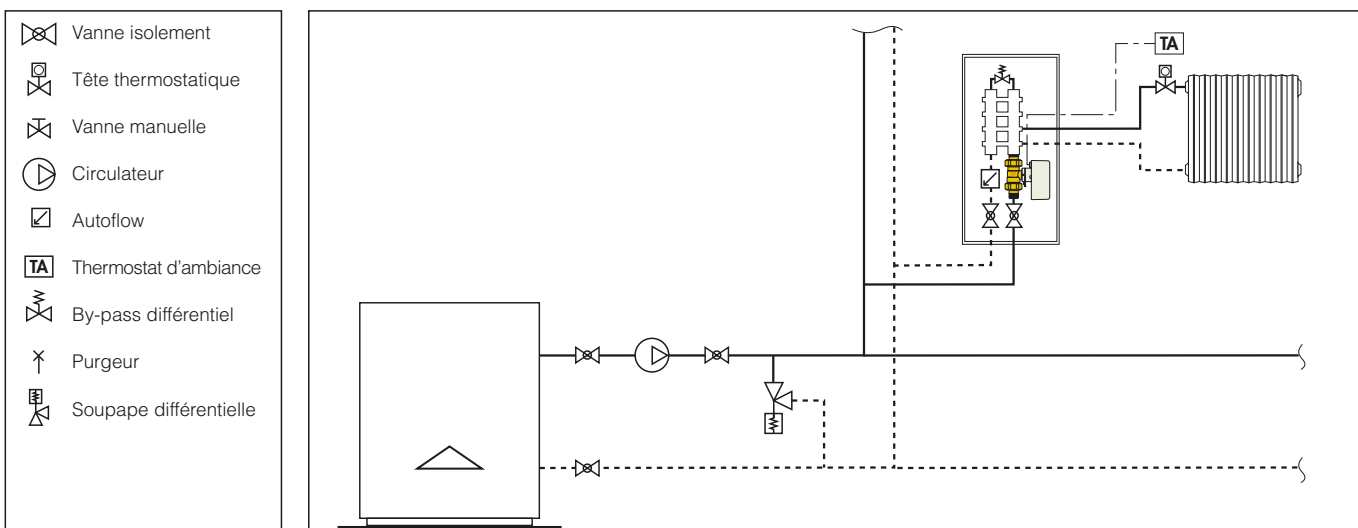 Vanne isolement
Tête thermostatique
Vanne manuelle
Circulateur
Autoflow
TA Thermostat d'ambiance
By-pass différentiel
Purgeur
Soupape différentielle
TA